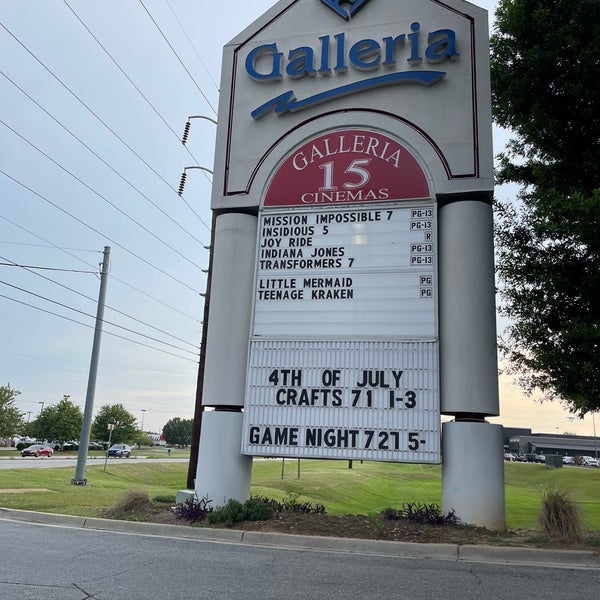 Galleria
GALLERIA
15
CINEMAS
MISSION IMPOSSIBLE 7 PG-13
INSIDIOUS 5 PG-13
JOY RIDE R
INDIANA JONES PG-13
TRANSFORMERS 7 PG-13
LITTLE MERMAID PG
TEENAGE KRAKEN PG
4TH OF JULY
CRAFTS 71 1-3
GAME NIGHT 727 5-